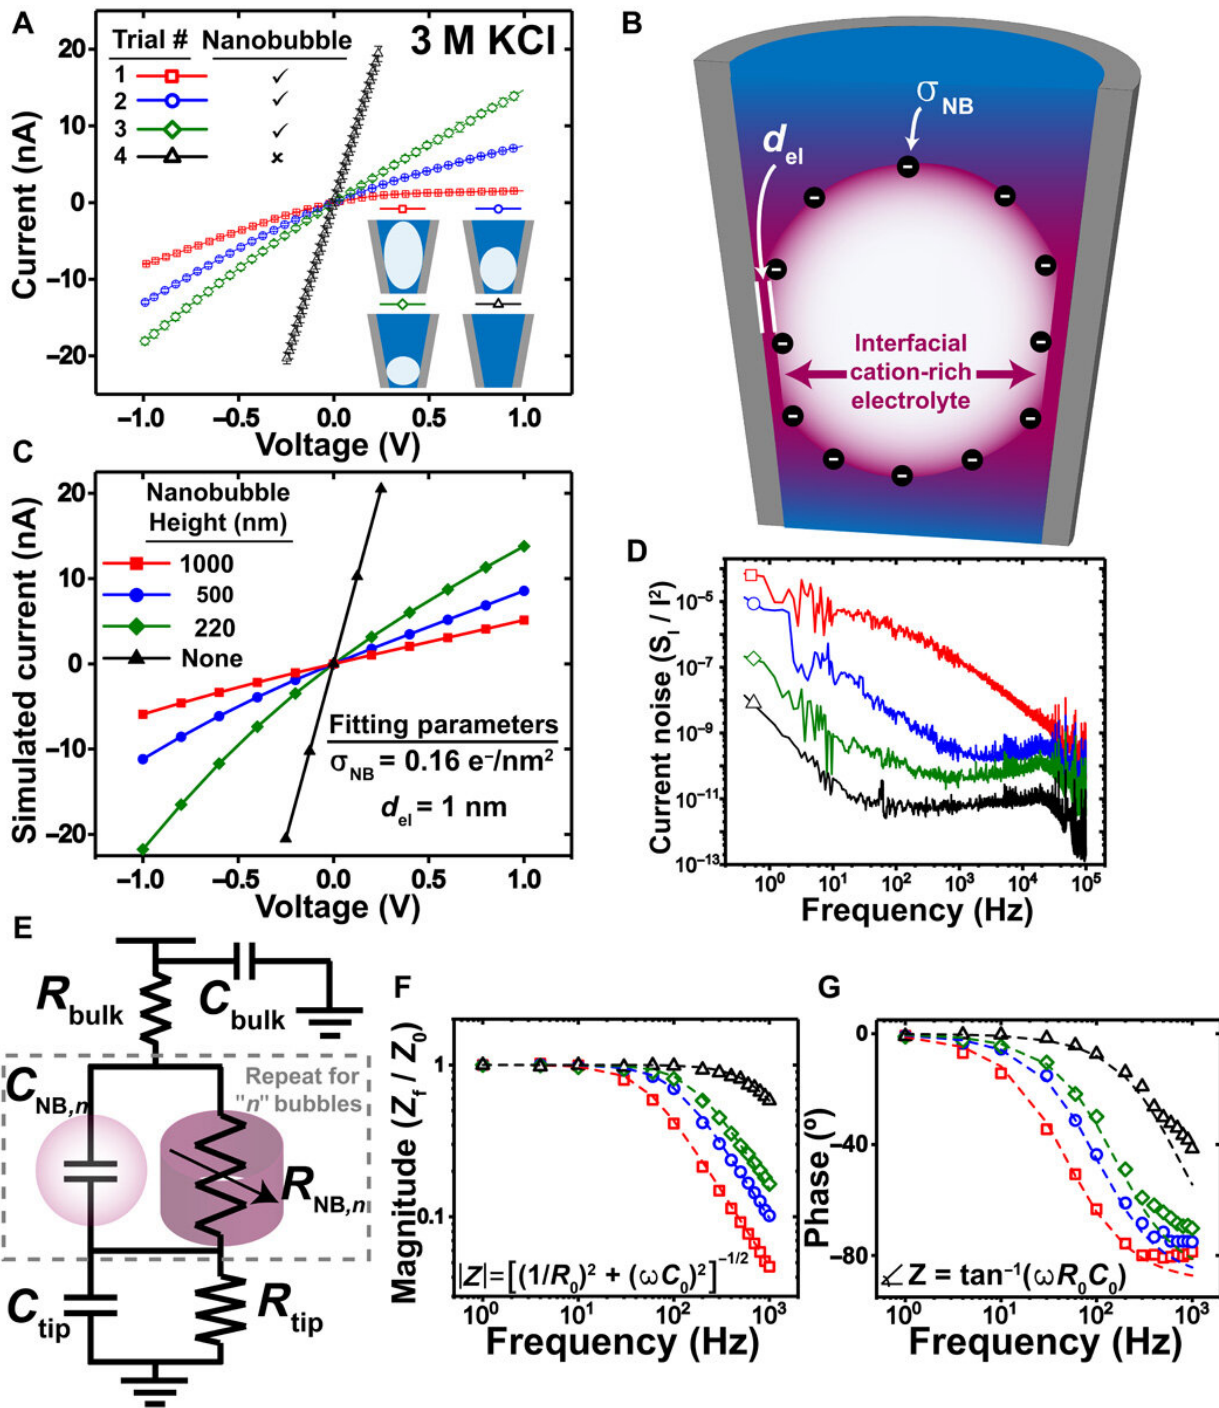 A
3 M KCl
Trial # Nanobubble
1 ✓
2 ✓
3 ✓
4 ×
Current (nA)
20
10
0
−10
−20
−1.0 −0.5 0.0 0.5 1.0
Voltage (V)
B
σNB
del
Interfacial
cation-rich
electrolyte
C
Nanobubble
Height (nm)
1000
500
220
None
Simulated current (nA)
20
10
0
−10
−20
Fitting parameters
σNB = 0.16 e⁻/nm²
del = 1 nm
−1.0 −0.5 0.0 0.5 1.0
Voltage (V)
D
Current noise (SI / I²)
10⁻⁵
10⁻⁷
10⁻⁹
10⁻¹¹
10⁻¹³
10⁰ 10¹ 10² 10³ 10⁴ 10⁵
Frequency (Hz)
E
Rbulk
Cbulk
CNB,n
Repeat for
"n" bubbles
RNB,n
Ctip
Rtip
F
Magnitude (Zf / Z0)
1
0.1
|Z|=[(1/R0)² + (ωC0)²]⁻¹/²
10⁰ 10¹ 10² 10³
Frequency (Hz)
G
Phase (º)
0
−40
−80
∡Z = tan⁻¹(ωR0C0)
10⁰ 10¹ 10² 10³
Frequency (Hz)